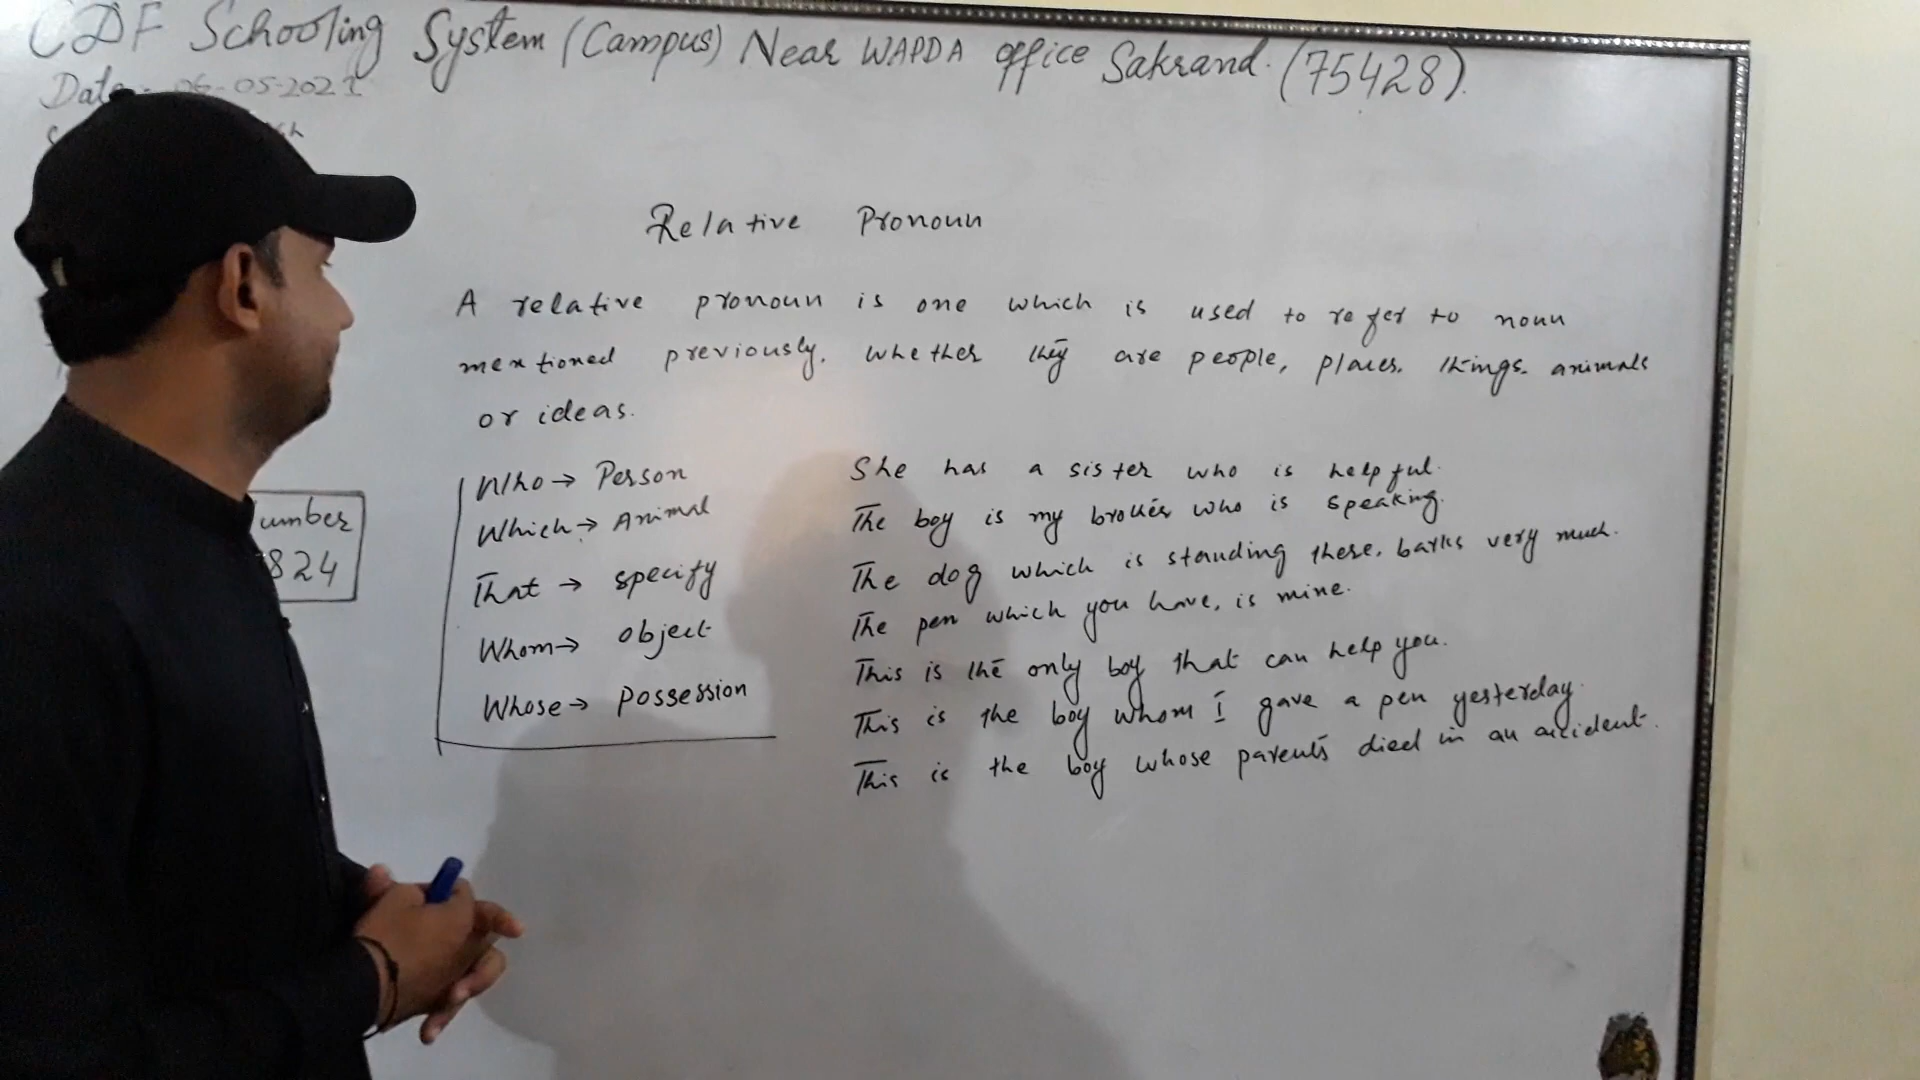 CDF Schooling System (Campus) Near WAPDA office Sakrand. (75428).
Date:- 06-05-2021
Relative Pronoun
A relative pronoun is one which is used to refer to noun
mentioned previously, whether they are people, places, things, animals
or ideas.
Who → Person
Which → Animal
That → specify
Whom → object
Whose → possession
She has a sister who is helpful.
The boy is my brother who is speaking.
The dog which is standing there, barks very much.
The pen which you have, is mine.
This is the only boy that can help you.
This is the boy whom I gave a pen yesterday.
This is the boy whose parents died in an accident.
umber
824